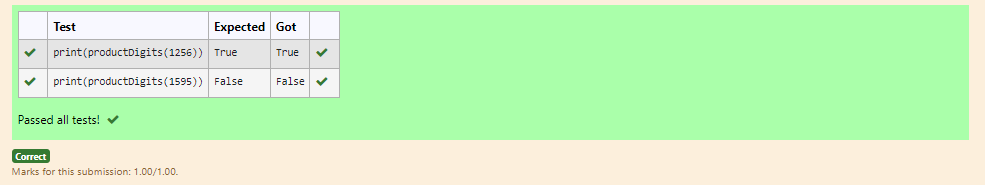 Test Expected Got
print(productDigits(1256)) True True
print(productDigits(1595)) False False
Passed all tests!
Correct
Marks for this submission: 1.00/1.00.